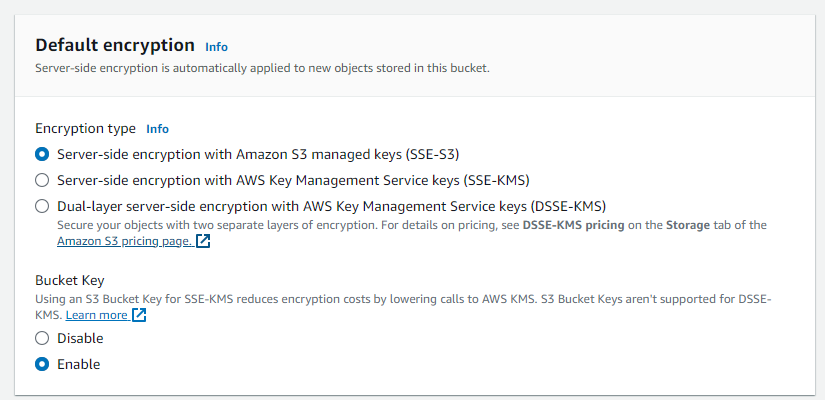 Default encryption Info
Server-side encryption is automatically applied to new objects stored in this bucket.
Encryption type Info
Server-side encryption with Amazon S3 managed keys (SSE-S3)
Server-side encryption with AWS Key Management Service keys (SSE-KMS)
Dual-layer server-side encryption with AWS Key Management Service keys (DSSE-KMS)
Secure your objects with two separate layers of encryption. For details on pricing, see DSSE-KMS pricing on the Storage tab of the
Amazon S3 pricing page.
Bucket Key
Using an S3 Bucket Key for SSE-KMS reduces encryption costs by lowering calls to AWS KMS. S3 Bucket Keys aren't supported for DSSE-
KMS. Learn more
Disable
Enable